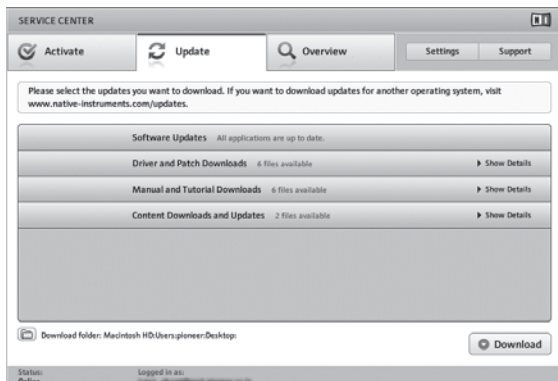 SERVICE CENTER
Activate
Update
Overview
Settings
Support
Please select the updates you want to download. If you want to download updates for another operating system, visit
www.native-instruments.com/updates.
Software Updates All applications are up to date.
Driver and Patch Downloads 6 files available Show Details
Manual and Tutorial Downloads 6 files available Show Details
Content Downloads and Updates 2 files available Show Details
Download folder: Macintosh HD:Users:pioneer:Desktop:
Download
Status: Logged in as:
Online